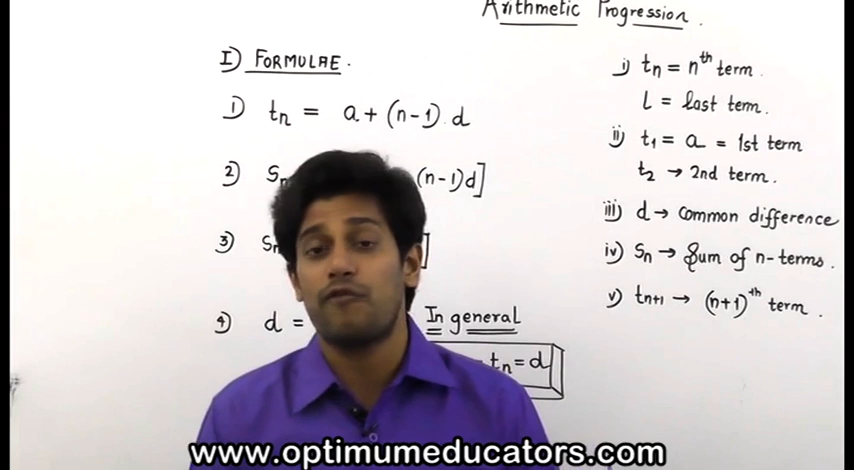 Arithmetic Progression.
I) FORMULAE.
1) tn = a + (n-1).d
2) Sn (n-1)d]
3) Sn ]
4) d =
In general
tn = d
i) tn = nth term.
l = last term.
ii) t1 = a = 1st term
t2 → 2nd term.
iii) d → Common difference
iv) Sn → Sum of n-terms.
v) tn+1 → (n+1)th term.
www.optimumeducators.com